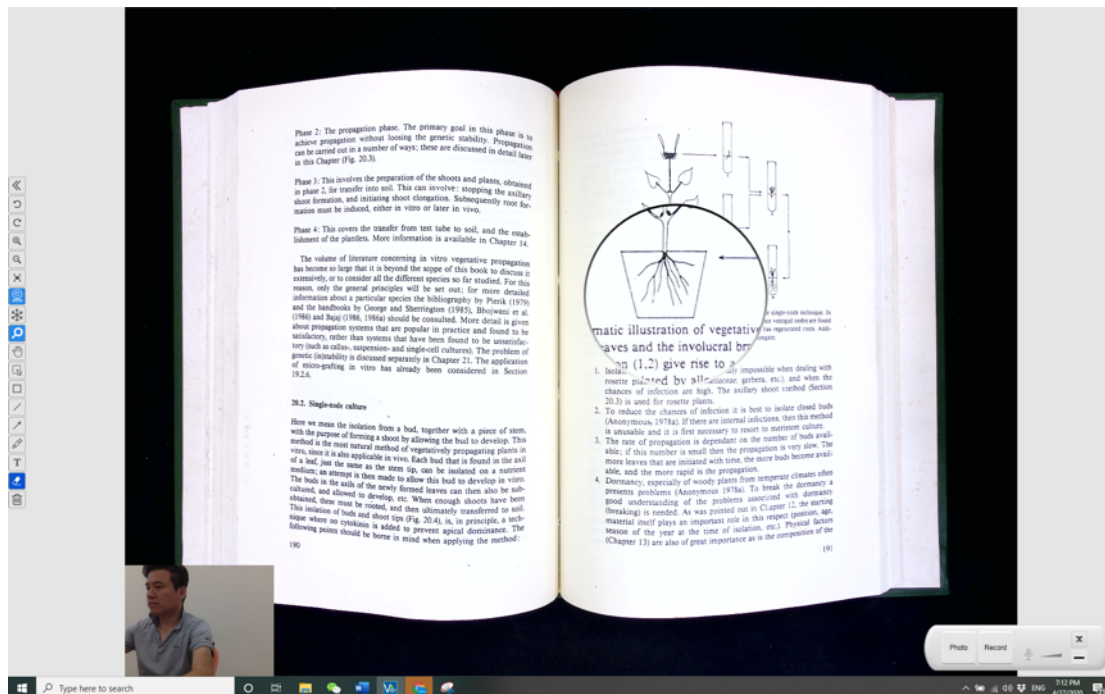 Phase 2: The propagation phase. The primary goal in this phase is to
achieve propagation without loosing the genetic stability. Propagation
can be carried out in a number of ways; these are discussed in detail later
in this Chapter (Fig. 20.3).
Phase 3: This involves the preparation of the shoots and plants, obtained
in phase 2, for transfer into soil. This can involve: stopping the axillary
shoot formation, and initiating shoot elongation. Subsequently root for-
mation must be induced, either in vitro or later in vivo.
Phase 4: This covers the transfer from test tube to soil, and the estab-
lishment of the plantlets. More information is available in Chapter 14.
The volume of literature concerning in vitro vegetative propagation
has become so large that it is beyond the scope of this book to discuss it
extensively, or to consider all the different species so far studied. For this
reason, only the general principles will be set out; for more detailed
information about a particular species the bibliography by Pierik (1979)
and the handbooks by George and Sherrington (1985), Bhojwani et al.
(1986) and Bajaj (1986, 1986a) should be consulted. More detail is given
about propagation systems that are popular in practice and found to be
satisfactory, rather than systems that have been found to be unsatisfac-
tory (such as callus-, suspension- and single-cell cultures). The problem of
genetic (in)stability is discussed separately in Chapter 21. The application
of micro-grafting in vitro has already been considered in Section
19.2.6.
20.2. Single-node culture
Here we mean the isolation from a bud, together with a piece of stem,
with the purpose of forming a shoot by allowing the bud to develop. This
method is the most natural method of vegetatively propagating plants in
vitro, since it is also applicable in vivo. Each bud that is found in the axil
of a leaf, just the same as the stem tip, can be isolated on a nutrient
medium; an attempt is then made to allow this bud to develop in vitro.
The buds in the axils of the newly formed leaves can then also be sub-
cultured, and allowed to develop, etc. When enough shoots have been
obtained, these must be rooted, and then ultimately transferred to soil.
This isolation of buds and shoot tips (Fig. 20.4), is, in principle, a tech-
nique where no cytokinin is added to prevent apical dominance. The
following points should be borne in mind when applying the method:
190
single-node technique. In
vestigial nodes are found
matic illustration of vegetative has regenerated roots. Addi-
eaves and the involucral
(1,2) give rise to
1. impossible when dealing with
rosette by gerbera, etc.), and when the
chances of infection are high. The axillary shoot method (Section
20.3) is used for rosette plants.
2. To reduce the chances of infection it is best to isolate closed buds
(Anonymous, 1978a). If there are internal infections, then this method
is unusable and it is first necessary to resort to meristem culture.
3. The rate of propagation is dependant on the number of buds avail-
able; if this number is small then the propagation is very slow. The
more leaves that are initiated with time, the more buds become avail-
able, and the more rapid is the propagation.
4. Dormancy, especially of woody plants from temperate climates often
presents problems (Anonymous 1978a). To break the dormancy a
good understanding of the problems associated with dormancy
(breaking) is needed. As was pointed out in Chapter 12, the starting
material itself plays an important role in this respect (position, age,
season of the year at the time of isolation, etc.). Physical factors
(Chapter 13) are also of great importance as is the composition of the
191
Photo Record
Type here to search
ENG
7:12 PM